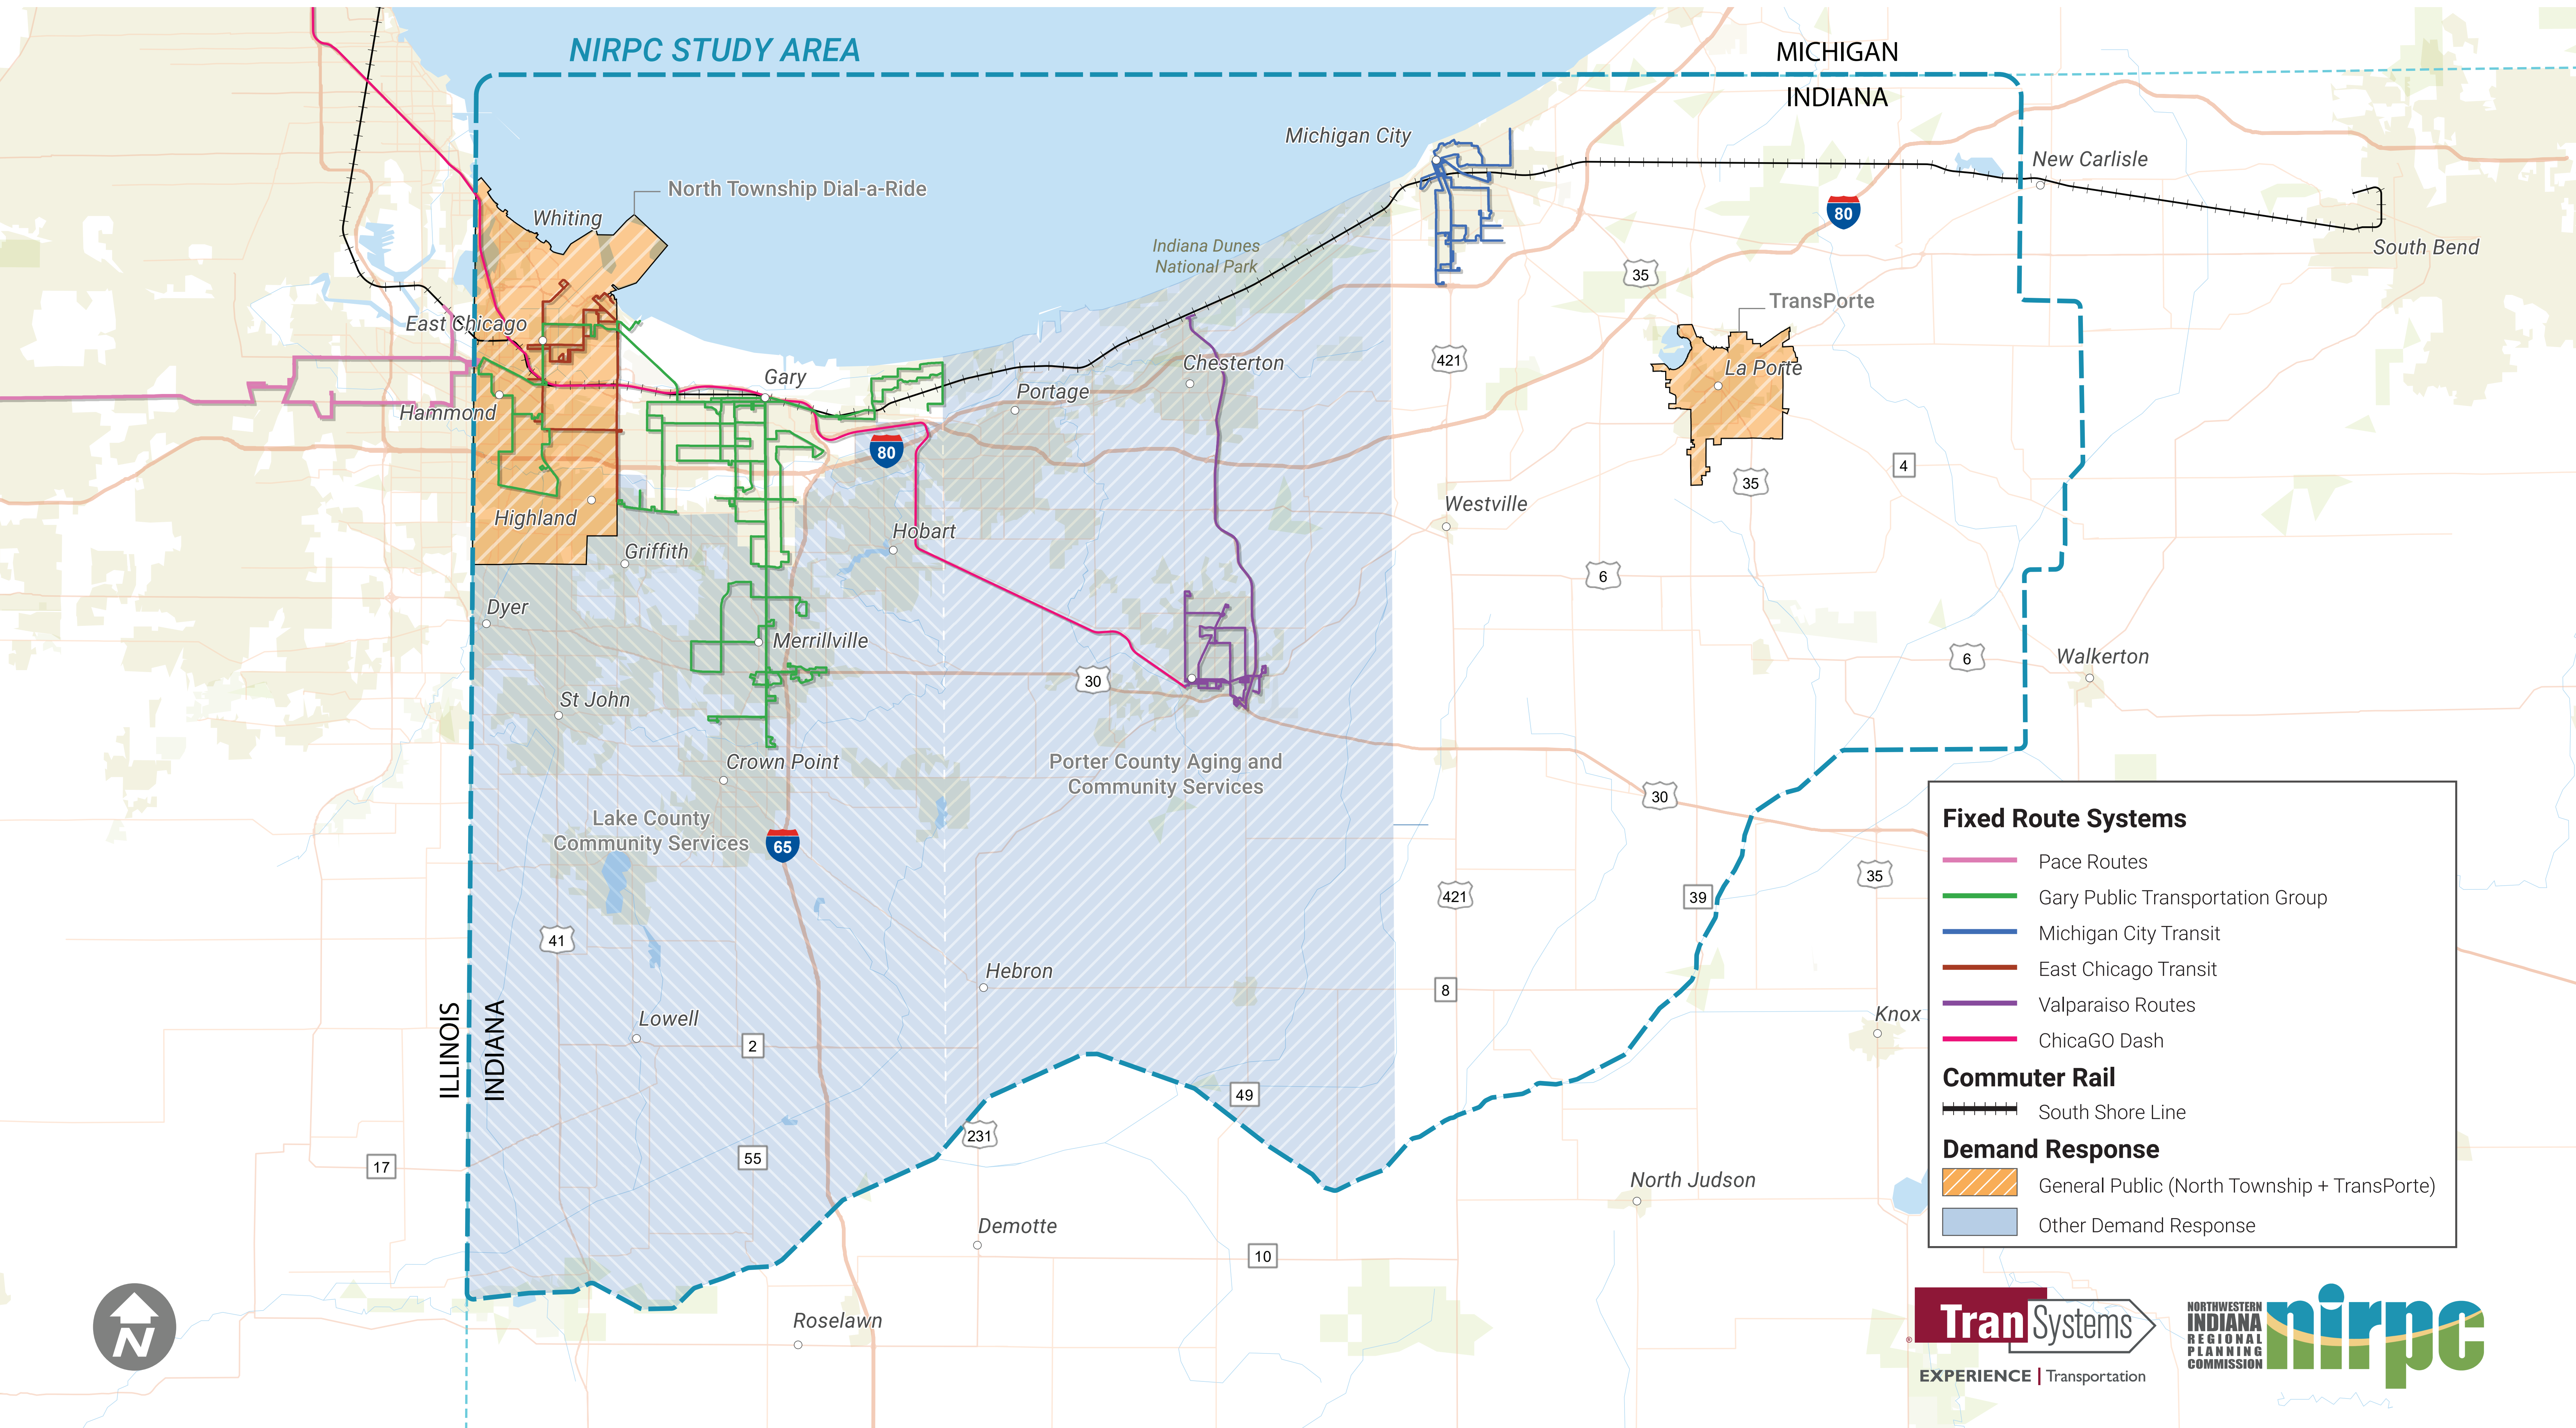 NIRPC STUDY AREA
MICHIGAN
INDIANA
Michigan City
New Carlisle
North Township Dial-a-Ride
Whiting
80
Indiana Dunes
National Park
South Bend
35
TransPorte
East Chicago
421
Chesterton
La Porte
Gary
Portage
Hammond
80
4
35
Westville
Highland
Hobart
Griffith
6
Dyer
Merrillville
6
Walkerton
30
St John
Crown Point
Porter County Aging and
Community Services
30
Lake County
Community Services
65
35
421
39
41
Hebron
8
Knox
Lowell
2
ILLINOIS
INDIANA
49
231
55
17
North Judson
Demotte
10
Roselawn
N
Fixed Route Systems
Pace Routes
Gary Public Transportation Group
Michigan City Transit
East Chicago Transit
Valparaiso Routes
ChicaGO Dash
Commuter Rail
South Shore Line
Demand Response
General Public (North Township + TransPorte)
Other Demand Response
TranSystems
®
EXPERIENCE | Transportation
NORTHWESTERN
INDIANA
REGIONAL
PLANNING
COMMISSION
nirpc